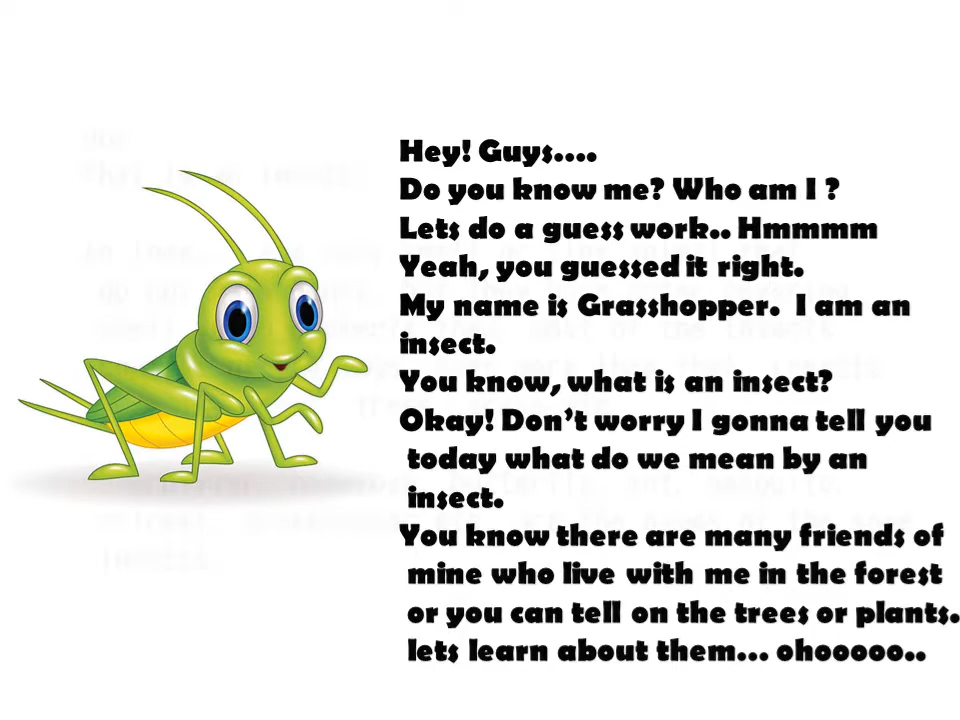 Hey! Guys....
Do you know me? Who am I ?
Lets do a guess work.. Hmmmm
Yeah, you guessed it right.
My name is Grasshopper.  I am an
insect.
You know, what is an insect?
Okay! Don't worry I gonna tell you
today what do we mean by an
insect.
You know there are many friends of
mine who live with me in the forest
or you can tell on the trees or plants.
lets learn about them... ohooooo..